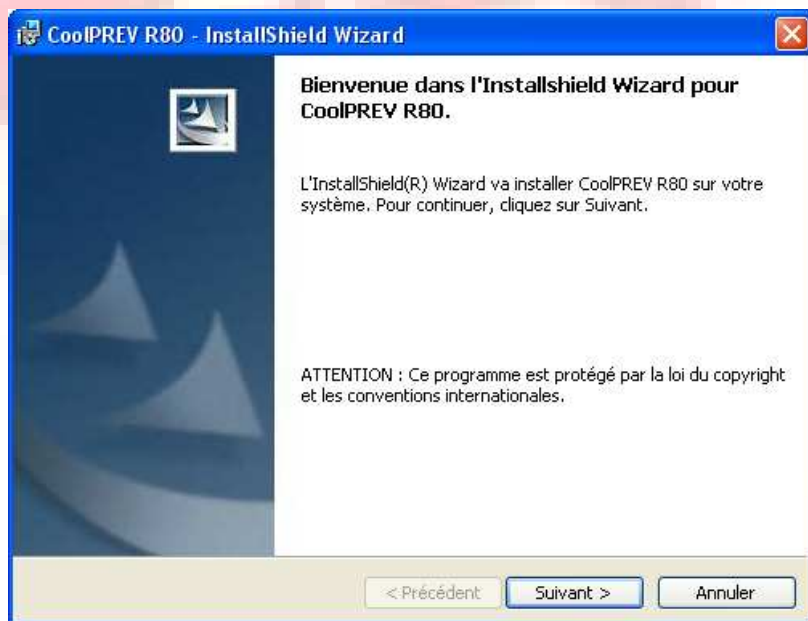 CoolPREV R80 - InstallShield Wizard
Bienvenue dans l'Installshield Wizard pour
CoolPREV R80.
L'InstallShield(R) Wizard va installer CoolPREV R80 sur votre
système. Pour continuer, cliquez sur Suivant.
ATTENTION : Ce programme est protégé par la loi du copyright
et les conventions internationales.
< Précédent
Suivant >
Annuler